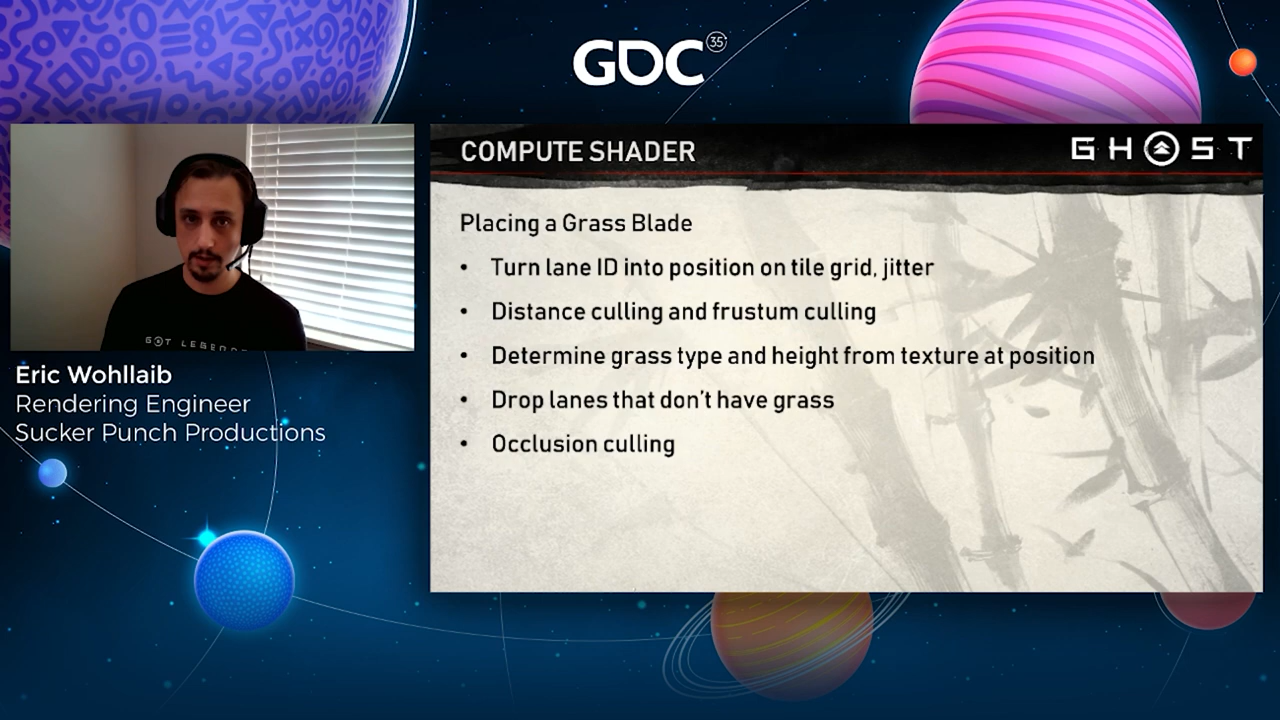 GDC 35
COMPUTE SHADER
GHOST
Placing a Grass Blade
• Turn lane ID into position on tile grid, jitter
• Distance culling and frustum culling
• Determine grass type and height from texture at position
• Drop lanes that don't have grass
• Occlusion culling
Eric Wohllaib
Rendering Engineer
Sucker Punch Productions